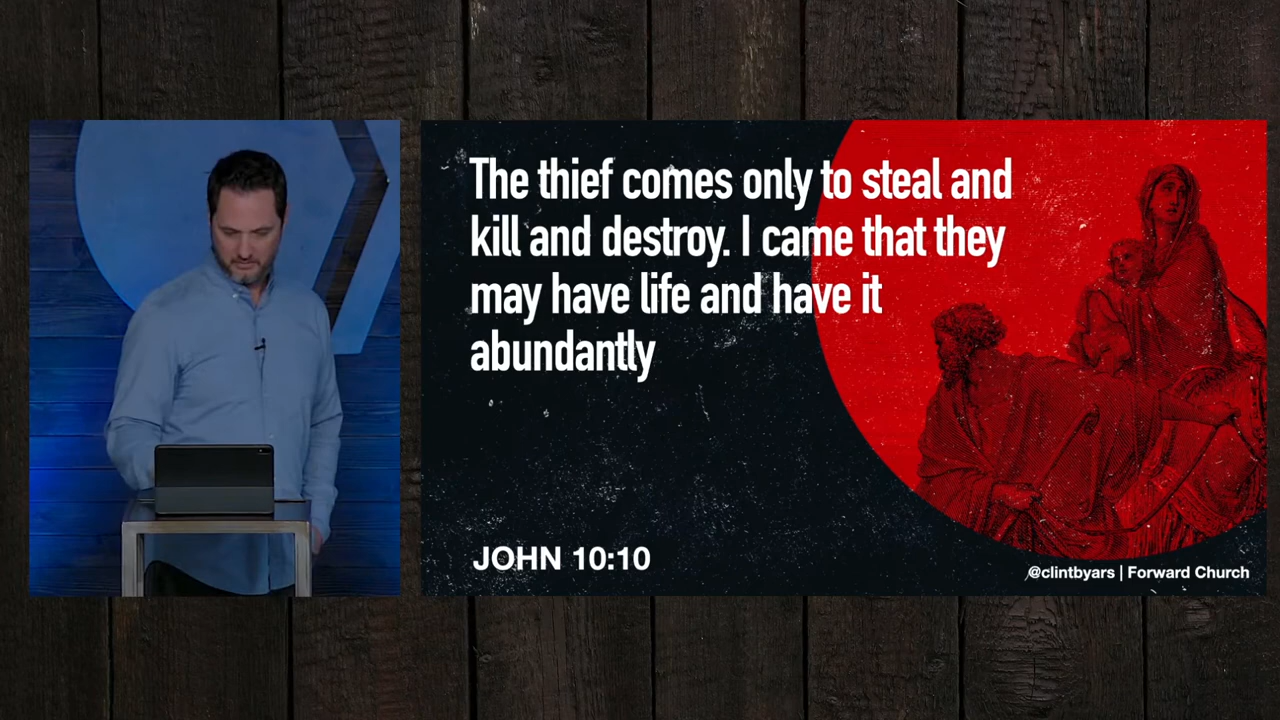 The thief comes only to steal and
kill and destroy. I came that they
may have life and have it
abundantly
JOHN 10:10
@clintbyars | Forward Church